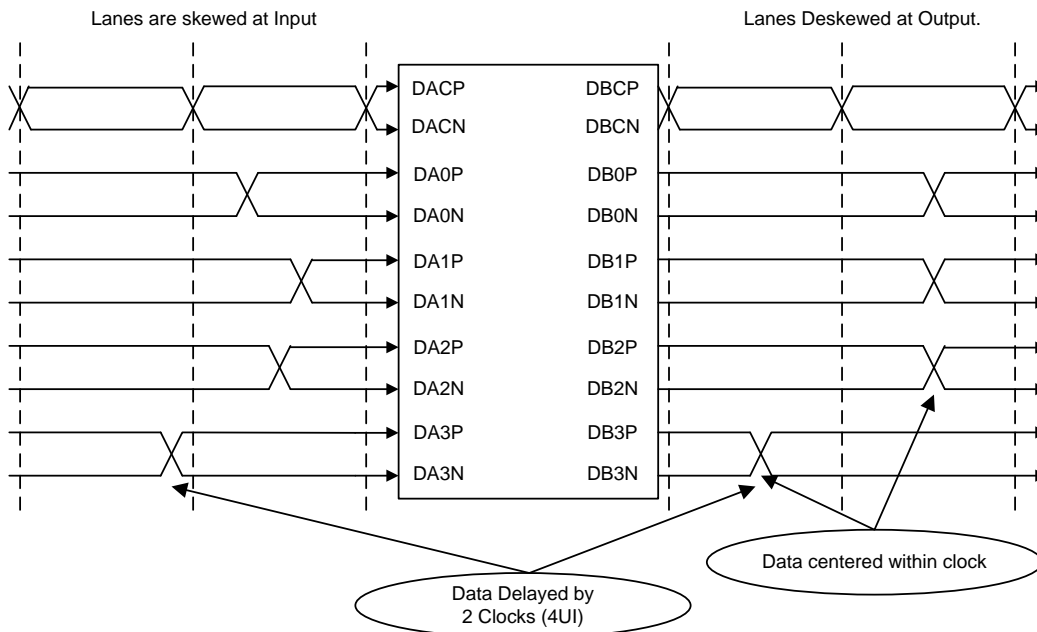 Lanes are skewed at Input
Lanes Deskewed at Output.
DACP
DBCP
DACN
DBCN
DA0P
DB0P
DA0N
DB0N
DA1P
DB1P
DA1N
DB1N
DA2P
DB2P
DA2N
DB2N
DA3P
DB3P
DA3N
DB3N
Data centered within clock
Data Delayed by
2 Clocks (4UI)